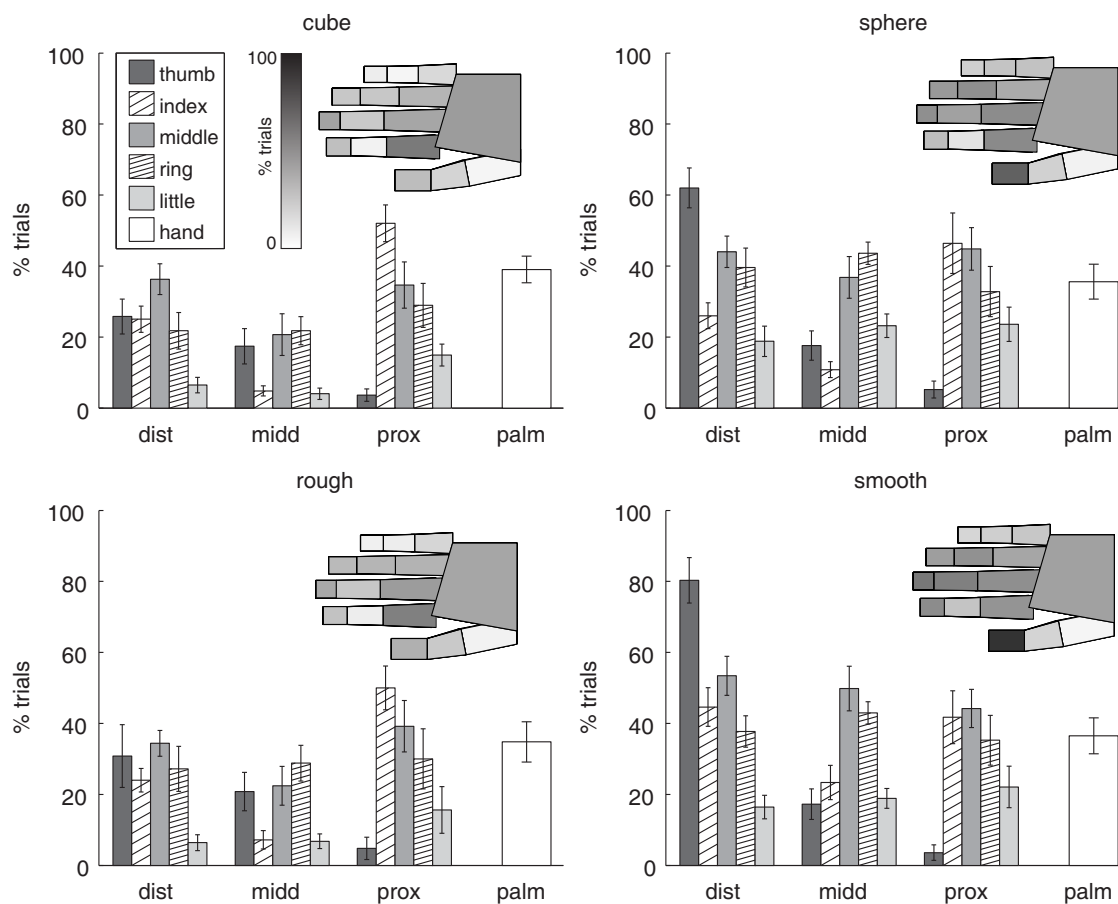 cube
% trials
100
80
60
40
20
0
thumb
index
middle
ring
little
hand
100
% trials
0
dist midd prox palm
sphere
% trials
100
80
60
40
20
0
dist midd prox palm
rough
% trials
100
80
60
40
20
0
dist midd prox palm
smooth
% trials
100
80
60
40
20
0
dist midd prox palm